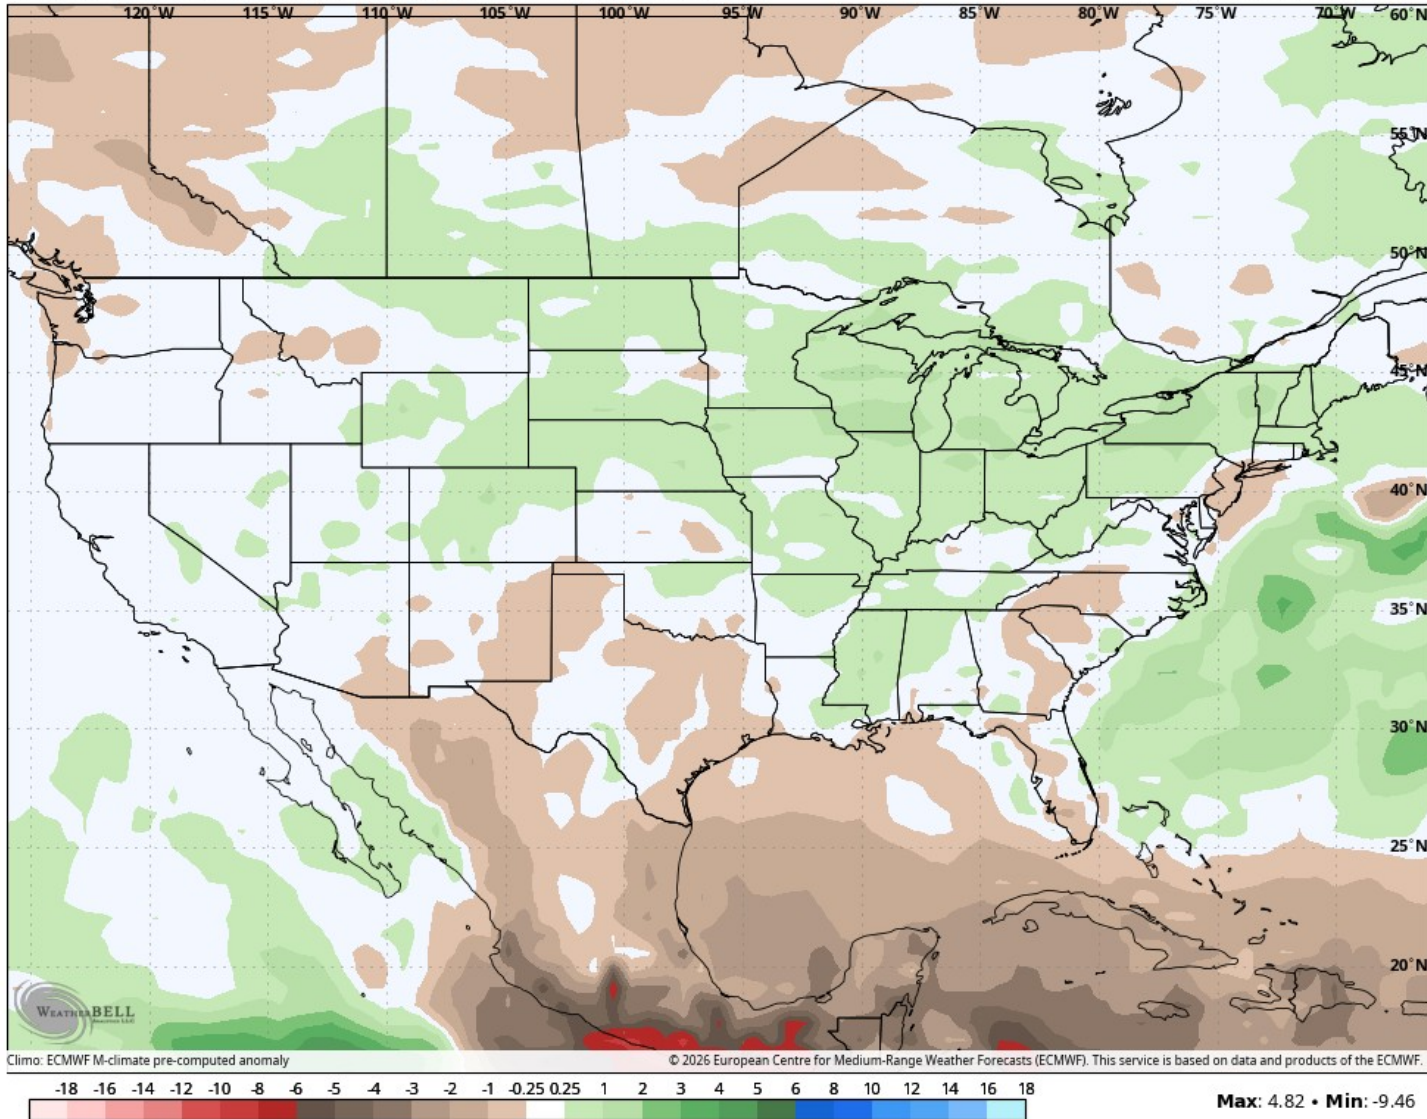 120°W 115°W 110°W 105°W 100°W 95°W 90°W 85°W 80°W 75°W 70°W 60°N
55°N
50°N
45°N
40°N
35°N
30°N
25°N
20°N
WEATHERBELL
Climo: ECMWF M-climate pre-computed anomaly
© 2026 European Centre for Medium-Range Weather Forecasts (ECMWF). This service is based on data and products of the ECMWF.
-18 -16 -14 -12 -10 -8 -6 -5 -4 -3 -2 -1 -0.25 0.25 1 2 3 4 5 6 8 10 12 14 16 18
Max: 4.82 • Min: -9.46